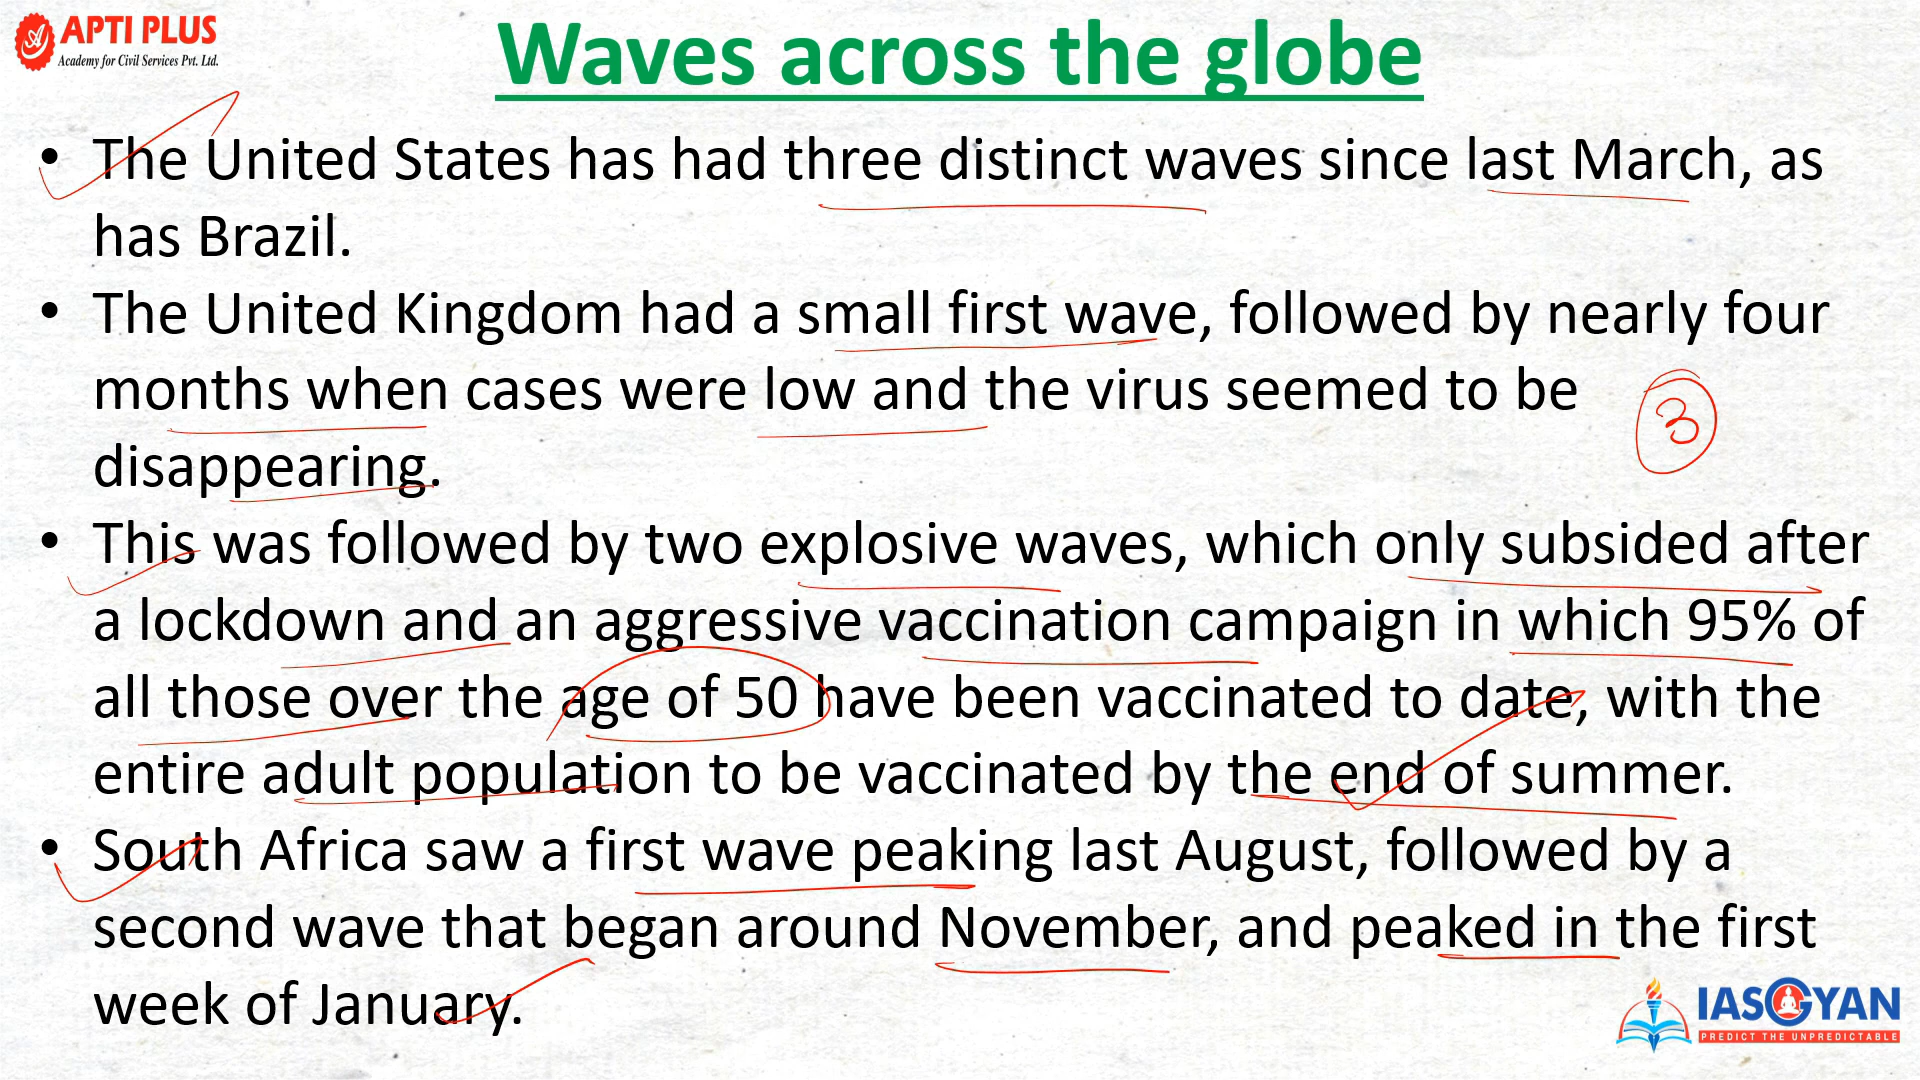 APTI PLUS
Academy for Civil Services Pvt. Ltd.
Waves across the globe
• The United States has had three distinct waves since last March, as
has Brazil.
• The United Kingdom had a small first wave, followed by nearly four
months when cases were low and the virus seemed to be
disappearing.
3
• This was followed by two explosive waves, which only subsided after
a lockdown and an aggressive vaccination campaign in which 95% of
all those over the age of 50 have been vaccinated to date, with the
entire adult population to be vaccinated by the end of summer.
• South Africa saw a first wave peaking last August, followed by a
second wave that began around November, and peaked in the first
week of January.
IASGYAN
PREDICT THE UNPREDICTABLE